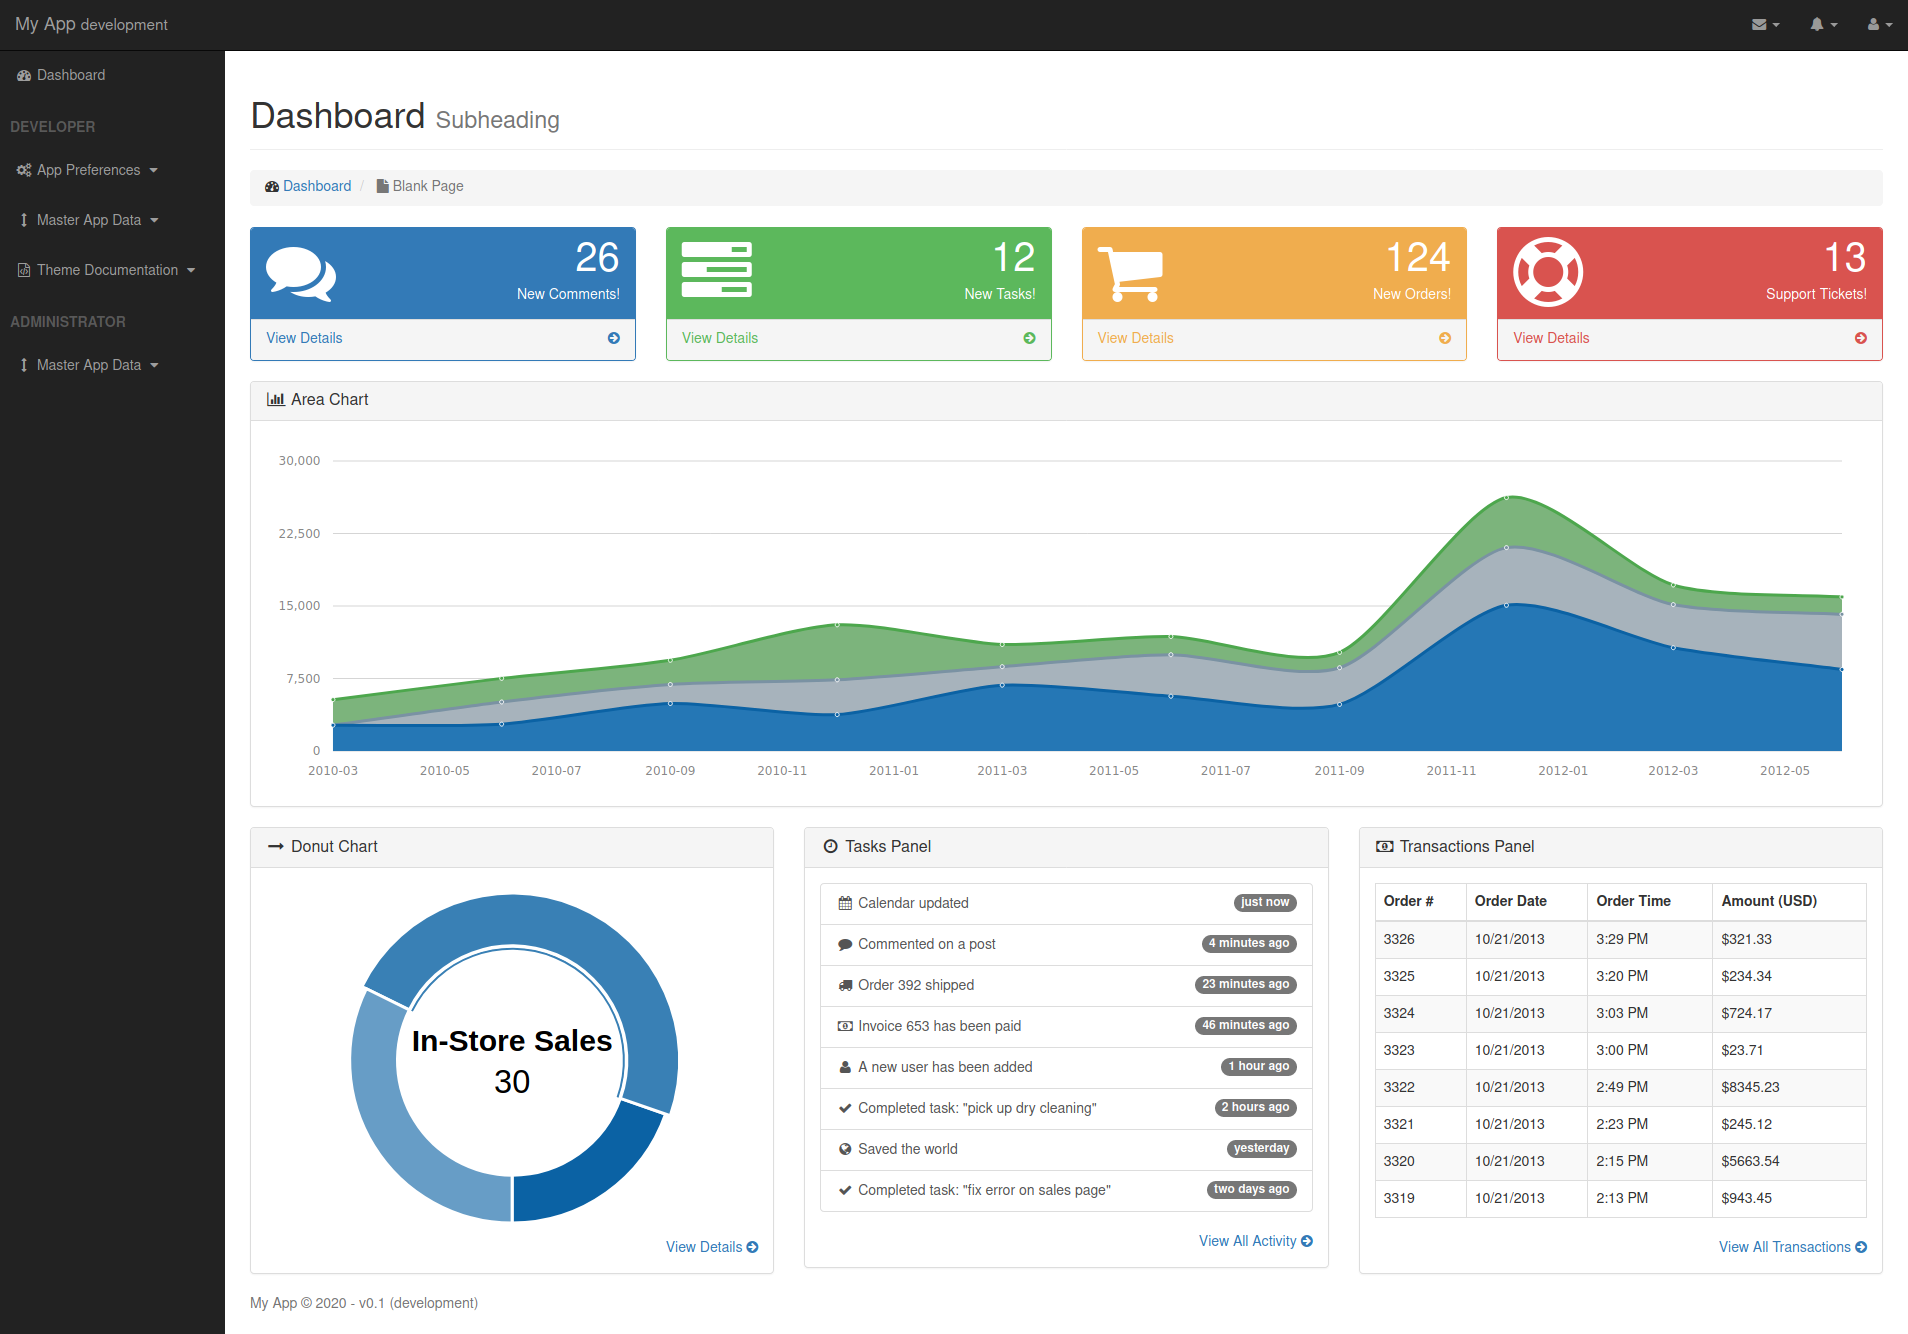 My App development
Dashboard
DEVELOPER
App Preferences
Master App Data
Theme Documentation
ADMINISTRATOR
Master App Data
Dashboard Subheading
Dashboard / Blank Page
26
New Comments!
View Details
12
New Tasks!
View Details
124
New Orders!
View Details
13
Support Tickets!
View Details
Area Chart
30,000
22,500
15,000
7,500
0
2010-03 2010-05 2010-07 2010-09 2010-11 2011-01 2011-03 2011-05 2011-07 2011-09 2011-11 2012-01 2012-03 2012-05
Donut Chart
In-Store Sales
30
View Details
Tasks Panel
Calendar updated just now
Commented on a post 4 minutes ago
Order 392 shipped 23 minutes ago
Invoice 653 has been paid 46 minutes ago
A new user has been added 1 hour ago
Completed task: "pick up dry cleaning" 2 hours ago
Saved the world yesterday
Completed task: "fix error on sales page" two days ago
View All Activity
Transactions Panel
Order # Order Date Order Time Amount (USD)
3326 10/21/2013 3:29 PM $321.33
3325 10/21/2013 3:20 PM $234.34
3324 10/21/2013 3:03 PM $724.17
3323 10/21/2013 3:00 PM $23.71
3322 10/21/2013 2:49 PM $8345.23
3321 10/21/2013 2:23 PM $245.12
3320 10/21/2013 2:15 PM $5663.54
3319 10/21/2013 2:13 PM $943.45
View All Transactions
My App © 2020 - v0.1 (development)